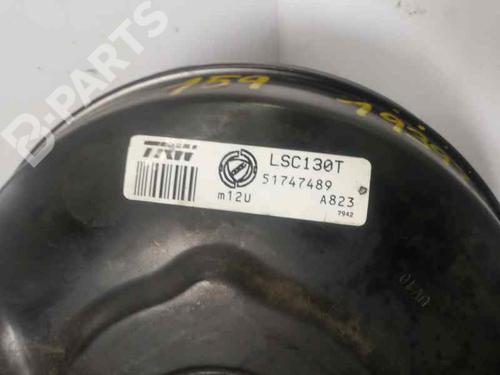 B-PARTS
159
TRW
LSC130T
51747489
m12U
A823
7942